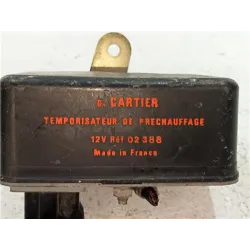 G. CARTIER
TEMPORISATEUR DE PRECHAUFFAGE
12V Réf 02388
Made in France